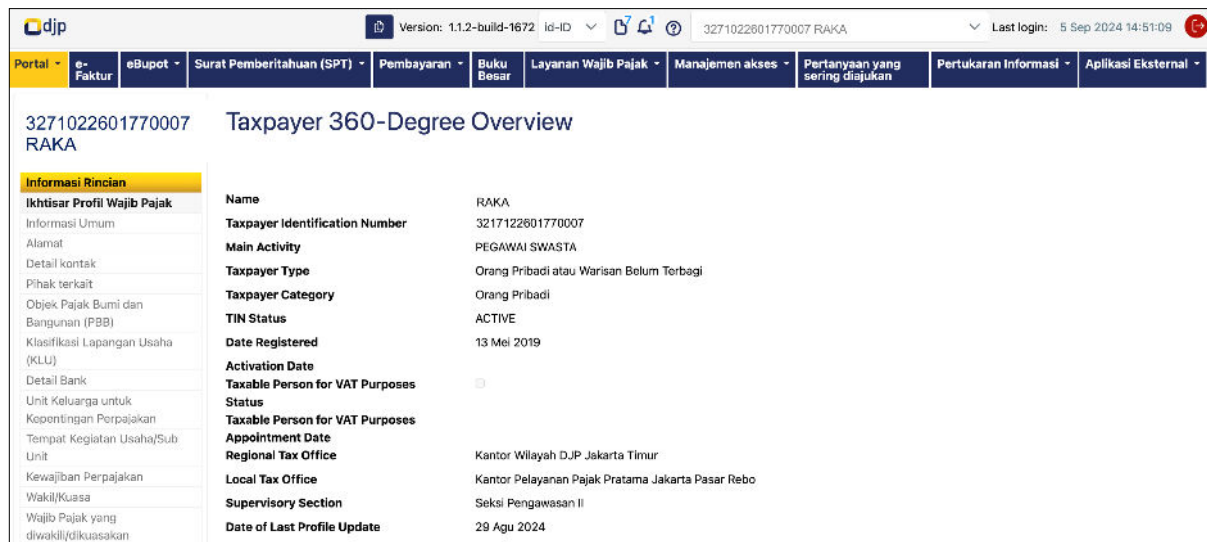 djp
Version: 1.1.2-build-1672 id-ID 7 1 3271022601770007 RAKA Last login: 5 Sep 2024 14:51:09
Portal e-Faktur eBupot Surat Pemberitahuan (SPT) Pembayaran Buku Besar Layanan Wajib Pajak Manajemen akses Pertanyaan yang sering diajukan Pertukaran Informasi Aplikasi Eksternal
3271022601770007
RAKA
Informasi Rincian
Ikhtisar Profil Wajib Pajak
Informasi Umum
Alamat
Detail kontak
Pihak terkait
Objek Pajak Bumi dan
Bangunan (PBB)
Klasifikasi Lapangan Usaha
(KLU)
Detail Bank
Unit Keluarga untuk
Kepentingan Perpajakan
Tempat Kegiatan Usaha/Sub
Unit
Kewajiban Perpajakan
Wakil/Kuasa
Wajib Pajak yang
diwakili/dikuasakan
Taxpayer 360-Degree Overview
Name RAKA
Taxpayer Identification Number 3217122601770007
Main Activity PEGAWAI SWASTA
Taxpayer Type Orang Pribadi atau Warisan Belum Terbagi
Taxpayer Category Orang Pribadi
TIN Status ACTIVE
Date Registered 13 Mei 2019
Activation Date
Taxable Person for VAT Purposes
Status
Taxable Person for VAT Purposes
Appointment Date
Regional Tax Office Kantor Wilayah DJP Jakarta Timur
Local Tax Office Kantor Pelayanan Pajak Pratama Jakarta Pasar Rebo
Supervisory Section Seksi Pengawasan II
Date of Last Profile Update 29 Agu 2024